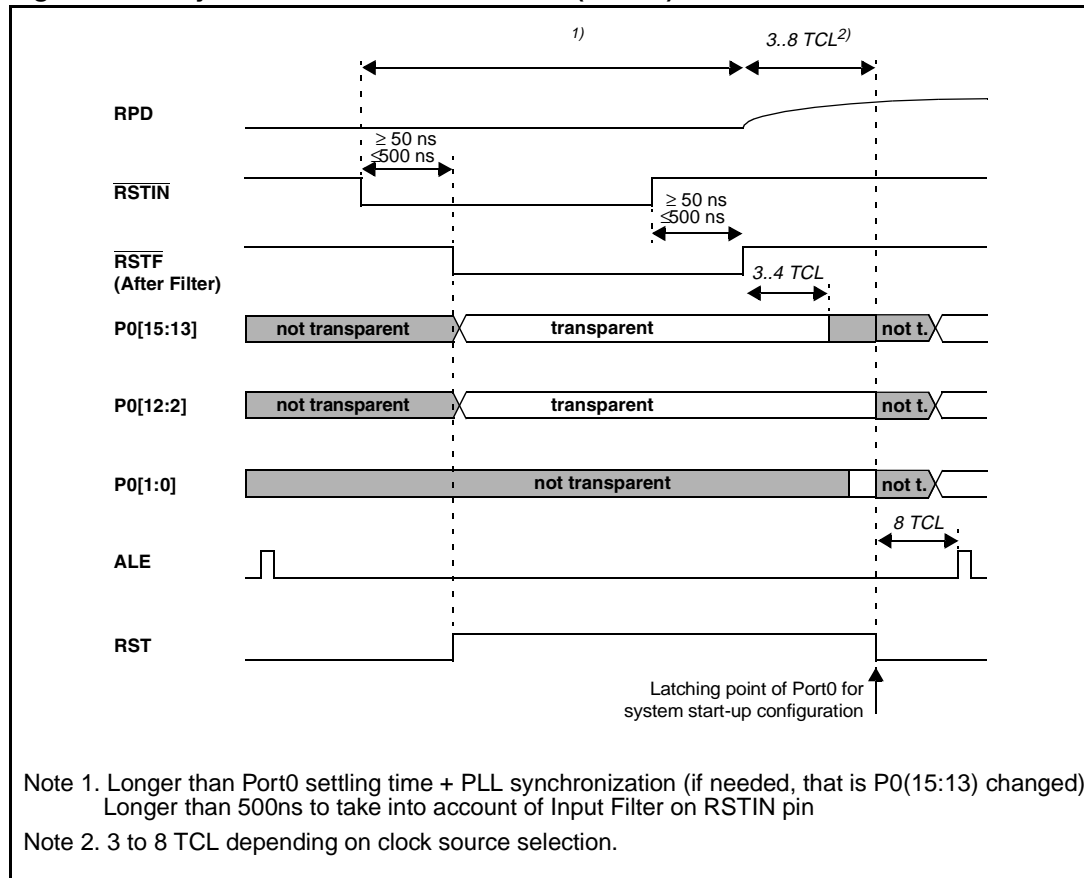 1)
3..8 TCL2)
RPD
≥ 50 ns
≤500 ns
RSTIN
≥ 50 ns
≤500 ns
RSTF
(After Filter)
3..4 TCL
P0[15:13]
not transparent
transparent
not t.
P0[12:2]
not transparent
transparent
not t.
P0[1:0]
not transparent
not t.
8 TCL
ALE
RST
Latching point of Port0 for
system start-up configuration
Note 1. Longer than Port0 settling time + PLL synchronization (if needed, that is P0(15:13) changed)
Longer than 500ns to take into account of Input Filter on RSTIN pin
Note 2. 3 to 8 TCL depending on clock source selection.